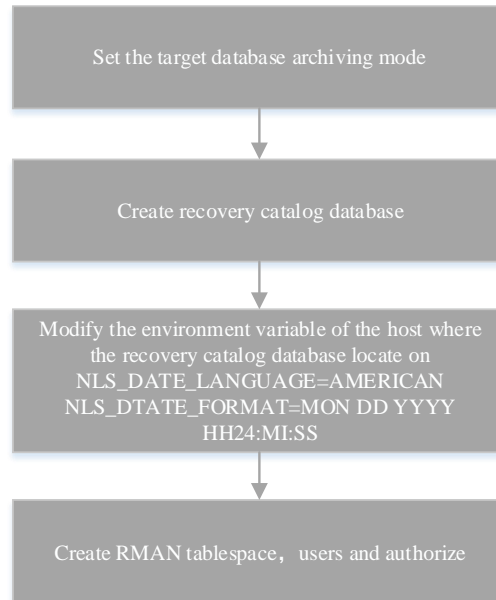 Set the target database archiving mode
Create recovery catalog database
Modify the environment variable of the host where
the recovery catalog database locate on
NLS_DATE_LANGUAGE=AMERICAN
NLS_DTATE_FORMAT=MON DD YYYY
HH24:MI:SS
Create RMAN tablespace，users and authorize